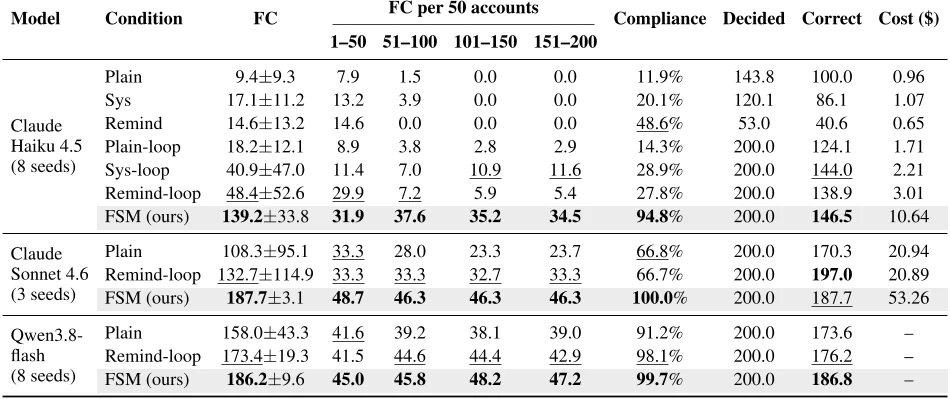 Model Condition FC FC per 50 accounts Compliance Decided Correct Cost ($)
1–50 51–100 101–150 151–200
Claude Haiku 4.5 (8 seeds)
Plain 9.4±9.3 7.9 1.5 0.0 0.0 11.9% 143.8 100.0 0.96
Sys 17.1±11.2 13.2 3.9 0.0 0.0 20.1% 120.1 86.1 1.07
Remind 14.6±13.2 14.6 0.0 0.0 0.0 48.6% 53.0 40.6 0.65
Plain-loop 18.2±12.1 8.9 3.8 2.8 2.9 14.3% 200.0 124.1 1.71
Sys-loop 40.9±47.0 11.4 7.0 10.9 11.6 28.9% 200.0 144.0 2.21
Remind-loop 48.4±52.6 29.9 7.2 5.9 5.4 27.8% 200.0 138.9 3.01
FSM (ours) 139.2±33.8 31.9 37.6 35.2 34.5 94.8% 200.0 146.5 10.64
Claude Sonnet 4.6 (3 seeds)
Plain 108.3±95.1 33.3 28.0 23.3 23.7 66.8% 200.0 170.3 20.94
Remind-loop 132.7±114.9 33.3 33.3 32.7 33.3 66.7% 200.0 197.0 20.89
FSM (ours) 187.7±3.1 48.7 46.3 46.3 46.3 100.0% 200.0 187.7 53.26
Qwen3.8-flash (8 seeds)
Plain 158.0±43.3 41.6 39.2 38.1 39.0 91.2% 200.0 173.6 –
Remind-loop 173.4±19.3 41.5 44.6 44.4 42.9 98.1% 200.0 176.2 –
FSM (ours) 186.2±9.6 45.0 45.8 48.2 47.2 99.7% 200.0 186.8 –